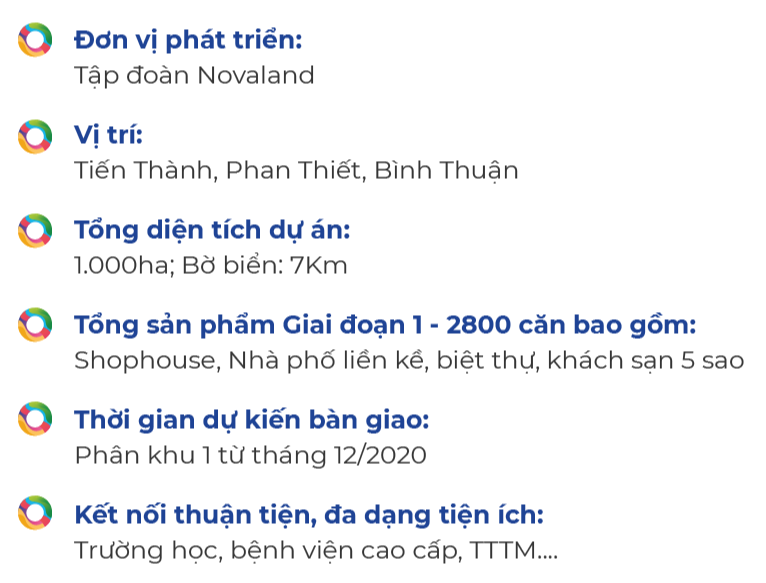 Đơn vị phát triển:
Tập đoàn Novaland
Vị trí:
Tiến Thành, Phan Thiết, Bình Thuận
Tổng diện tích dự án:
1.000ha; Bờ biển: 7Km
Tổng sản phẩm Giai đoạn 1 - 2800 căn bao gồm:
Shophouse, Nhà phố liền kề, biệt thự, khách sạn 5 sao
Thời gian dự kiến bàn giao:
Phân khu 1 từ tháng 12/2020
Kết nối thuận tiện, đa dạng tiện ích:
Trường học, bệnh viện cao cấp, TTTM....